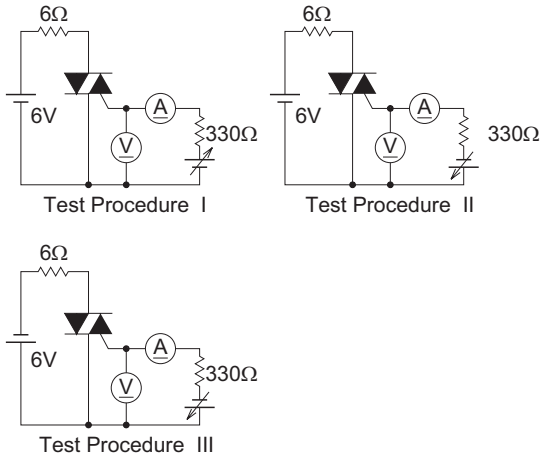 6Ω
6V
A
V
330Ω
Test Procedure I
6Ω
6V
A
V
330Ω
Test Procedure II
6Ω
6V
A
V
330Ω
Test Procedure III